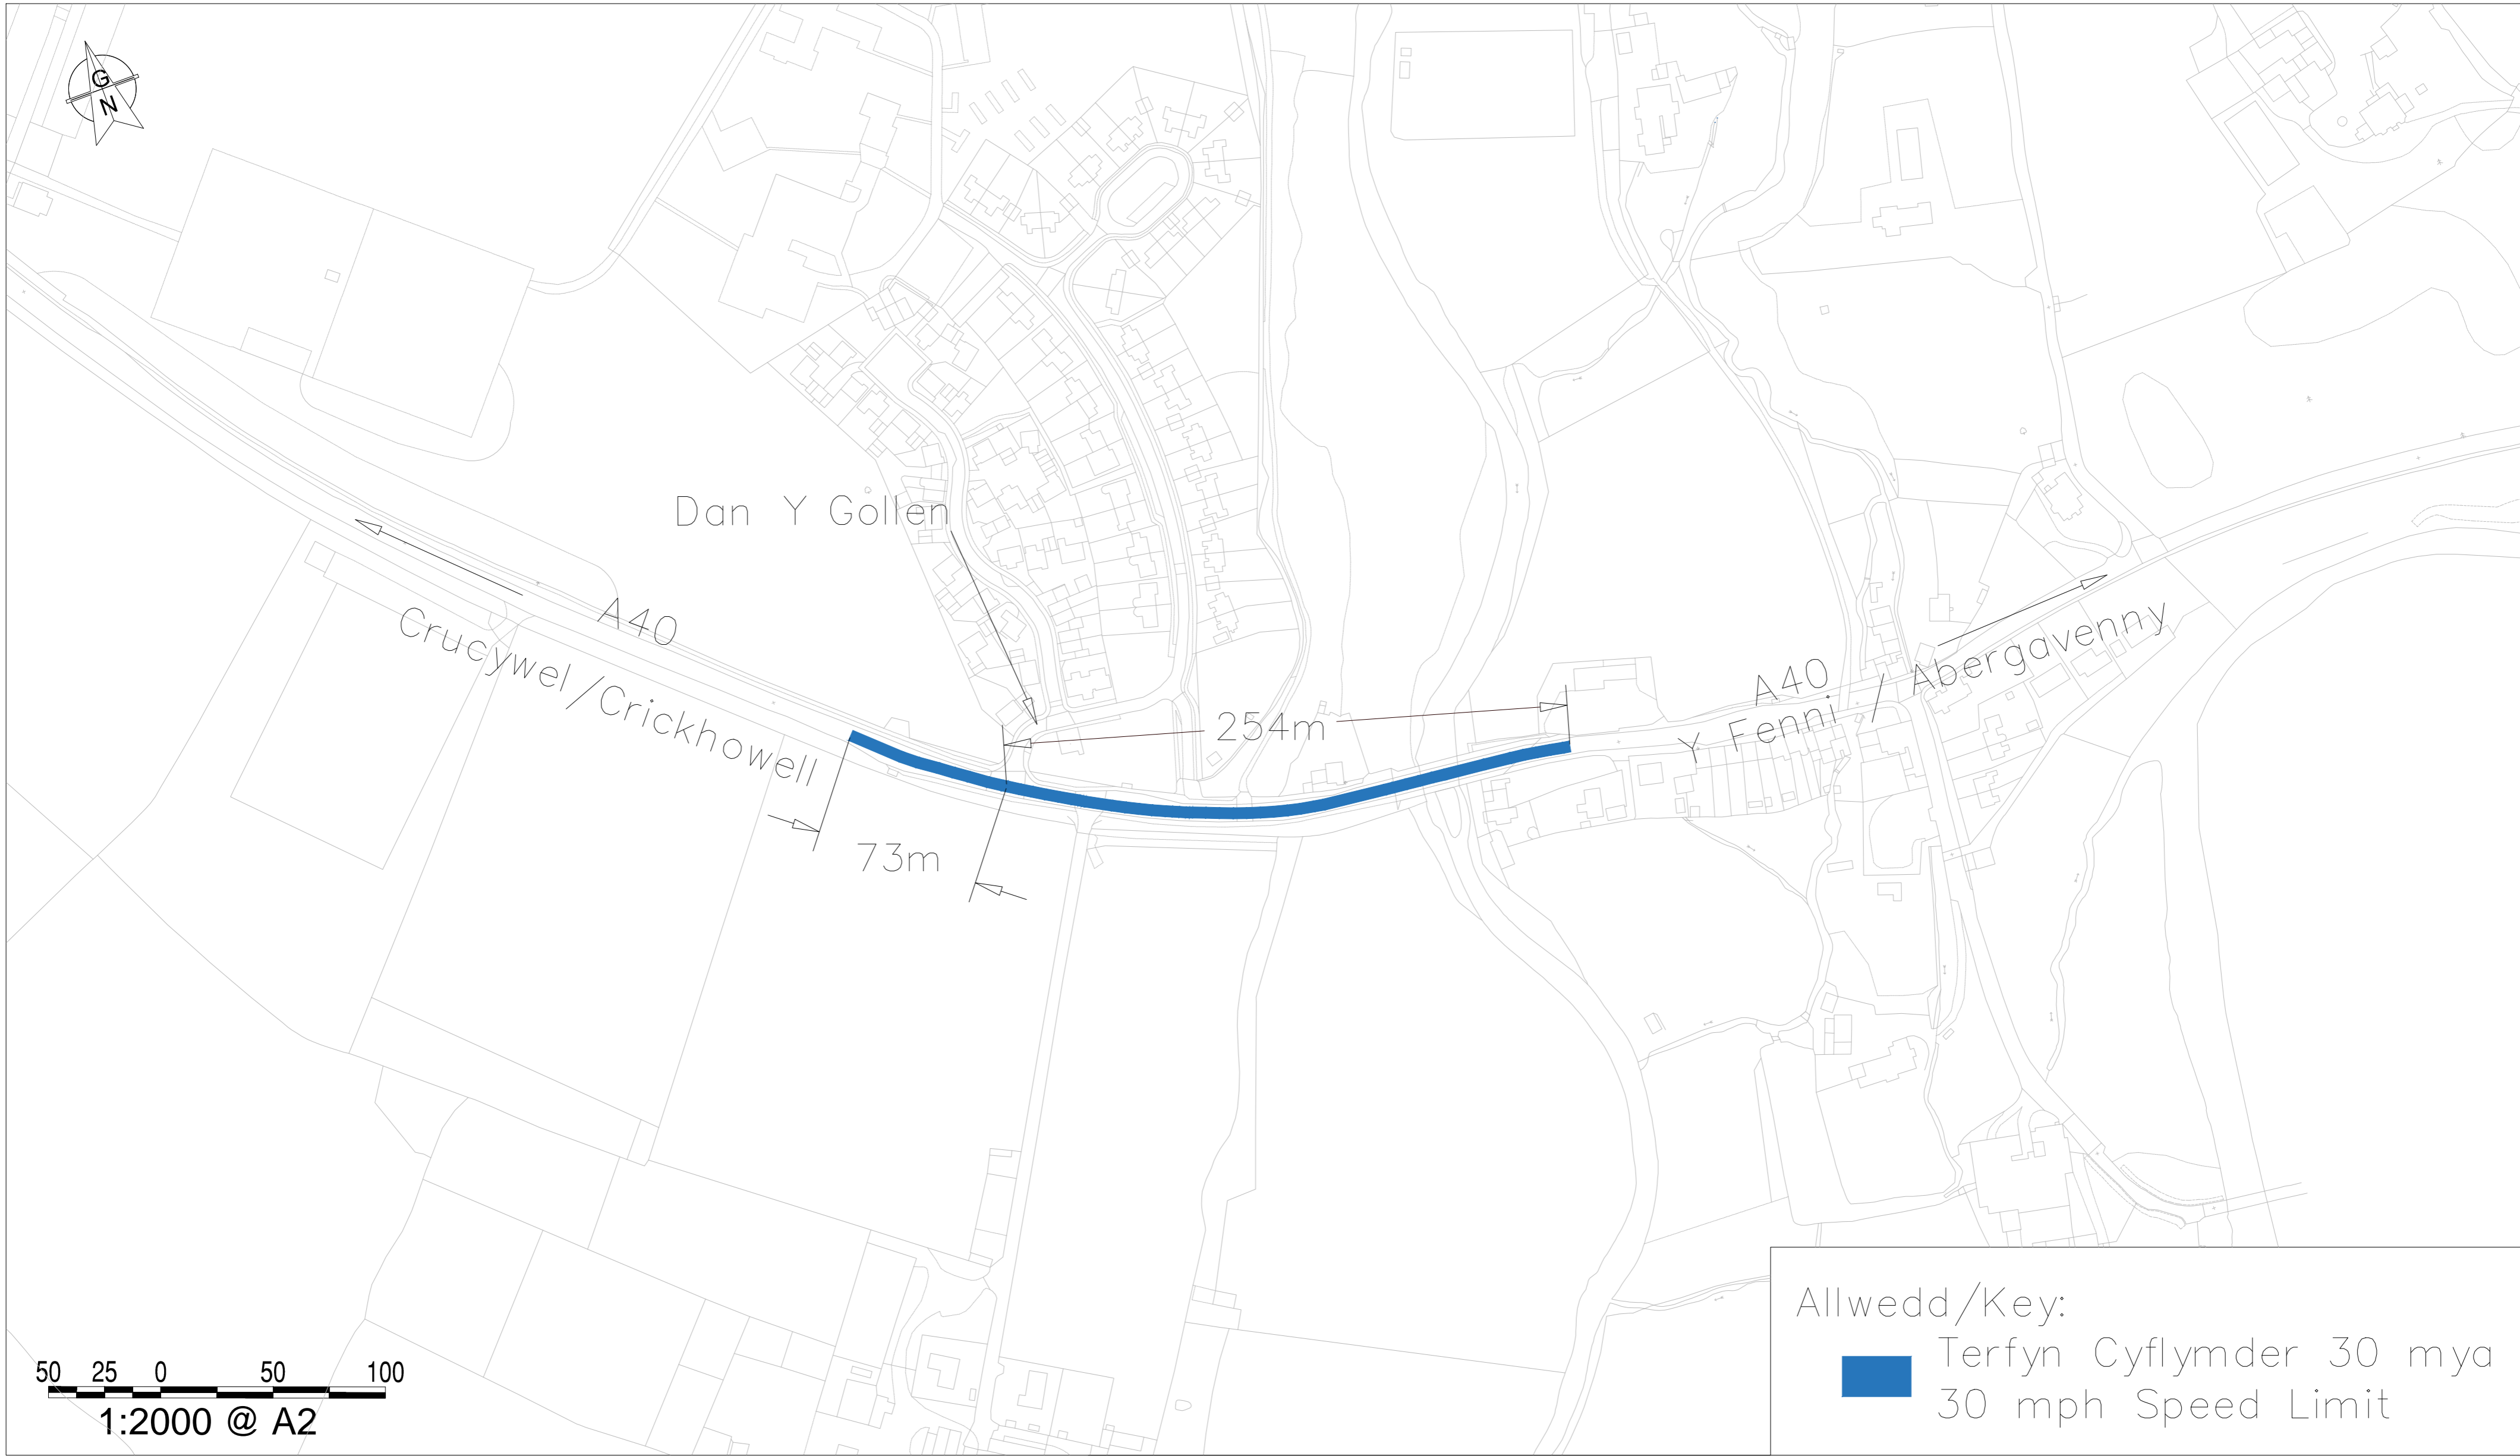 G
N
Dan Y Gollen
A40
Crucywel/Crickhowell
254m
73m
A40
Y Fenni / Abergavenny
50 25 0 50 100
1:2000 @ A2
Allwedd/Key:
Terfyn Cyflymder 30 mya
30 mph Speed Limit